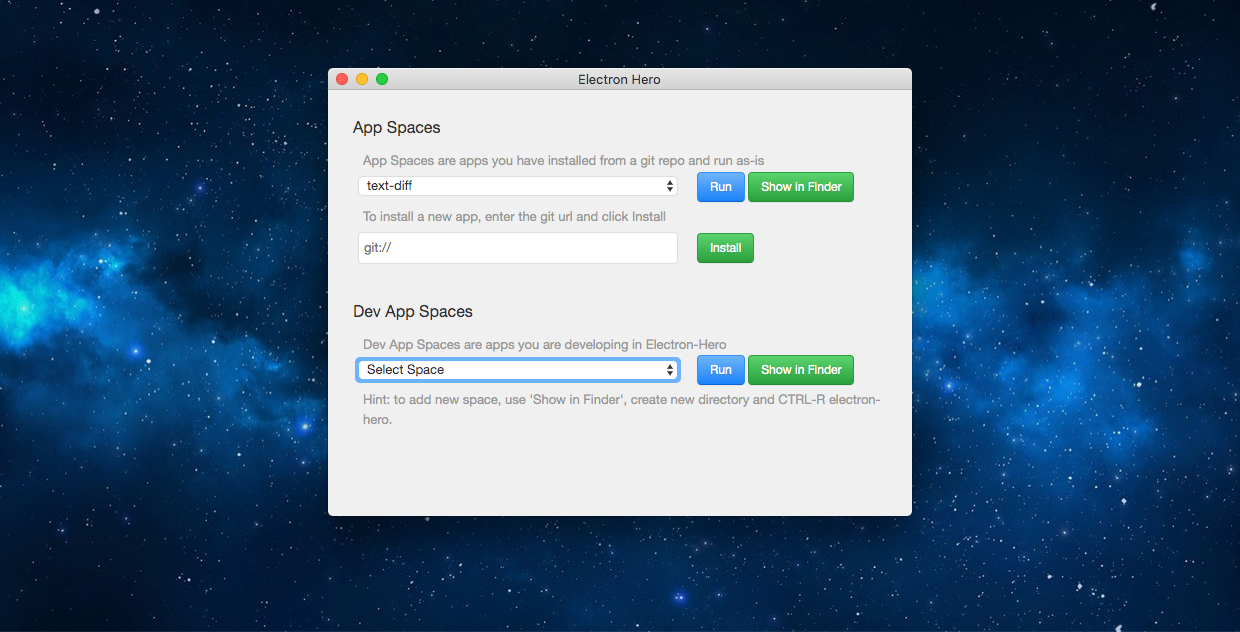 Electron Hero
App Spaces
App Spaces are apps you have installed from a git repo and run as-is
text-diff
Run
Show in Finder
To install a new app, enter the git url and click Install
git://
Install
Dev App Spaces
Dev App Spaces are apps you are developing in Electron-Hero
Select Space
Run
Show in Finder
Hint: to add new space, use 'Show in Finder', create new directory and CTRL-R electron-
hero.